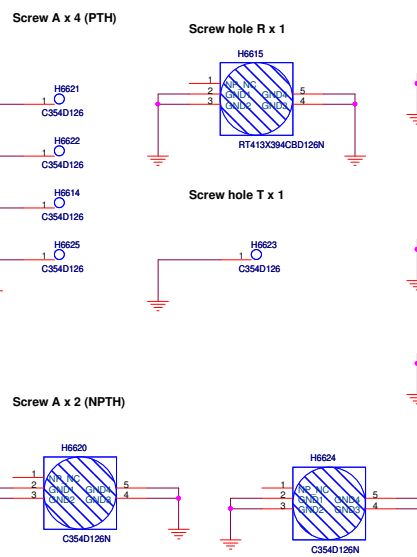 Screw A x 4 (PTH)
Screw hole R x 1
H6615
1
NP_NC
2
GND1
GND4
5
3
GND2
GND3
4
RT413X394CBD126N
H6621
1
C354D126
H6622
1
C354D126
H6614
1
C354D126
Screw hole T x 1
H6625
1
C354D126
H6623
1
C354D126
Screw A x 2 (NPTH)
H6620
1
NP_NC
2
GND1
GND4
5
3
GND2
GND3
4
C354D126N
H6624
1
NP_NC
2
GND1
GND4
5
3
GND2
GND3
4
C354D126N